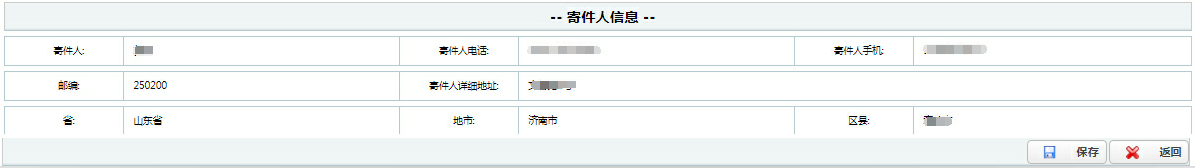 -- 寄件人信息 --
寄件人: 寄件人电话: 寄件人手机:
邮编: 250200 寄件人详细地址:
省: 山东省 地市: 济南市 区县:
保存 返回